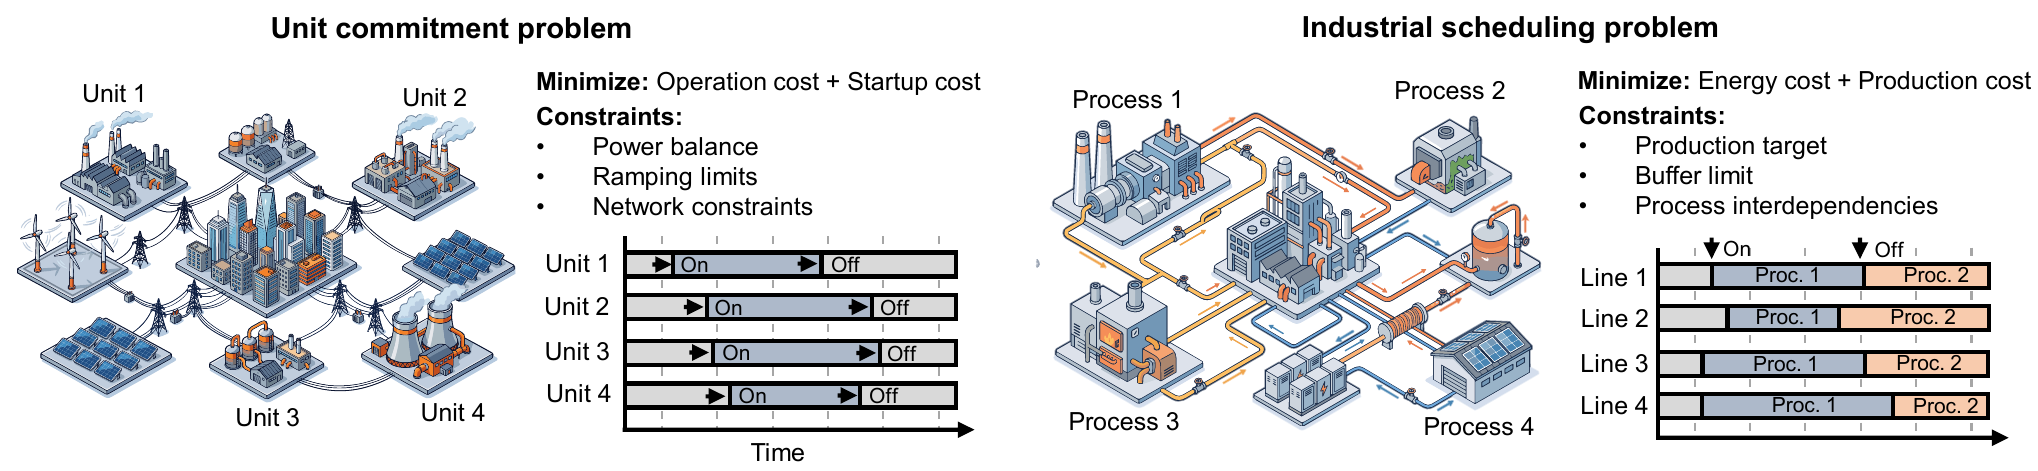 Unit commitment problem
Unit 1
Unit 2
Unit 3
Unit 4
Minimize: Operation cost + Startup cost
Constraints:
• Power balance
• Ramping limits
• Network constraints
Unit 1 On Off
Unit 2 On Off
Unit 3 On Off
Unit 4 On Off
Time
Industrial scheduling problem
Process 1
Process 2
Process 3
Process 4
Minimize: Energy cost + Production cost
Constraints:
• Production target
• Buffer limit
• Process interdependencies
On Off
Line 1 Proc. 1 Proc. 2
Line 2 Proc. 1 Proc. 2
Line 3 Proc. 1 Proc. 2
Line 4 Proc. 1 Proc. 2